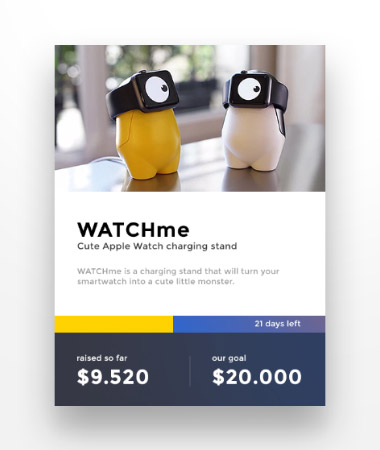 WATCHme
Cute Apple Watch charging stand
WATCHme is a charging stand that will turn your
smartwatch into a cute little monster.
21 days left
raised so far
our goal
$9.520
$20.000